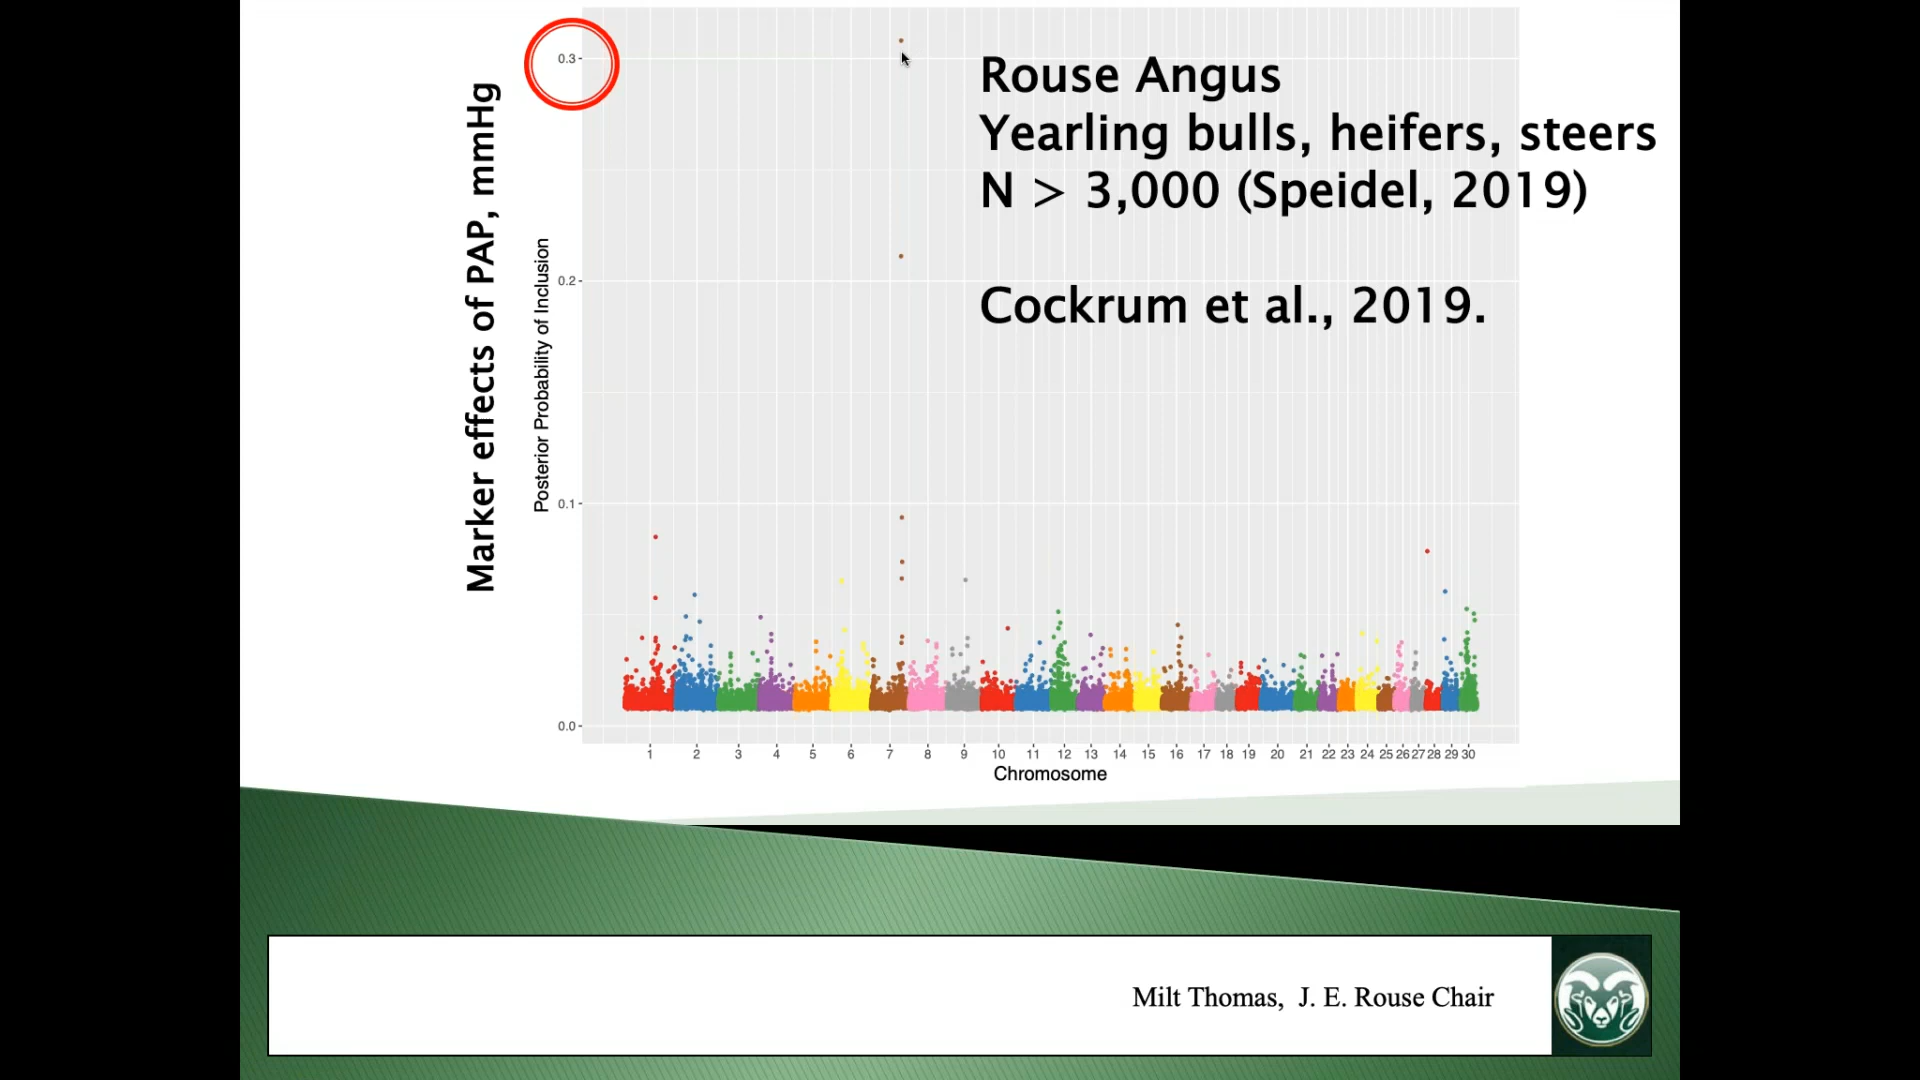 Rouse Angus
Yearling bulls, heifers, steers
N > 3,000 (Speidel, 2019)
Cockrum et al., 2019.
Marker effects of PAP, mmHg
Posterior Probability of Inclusion
0.3
0.2
0.1
0.0
1 2 3 4 5 6 7 8 9 10 11 12 13 14 15 16 17 18 19 20 21 22 23 24 25 26 27 28 29 30
Chromosome
Milt Thomas, J. E. Rouse Chair